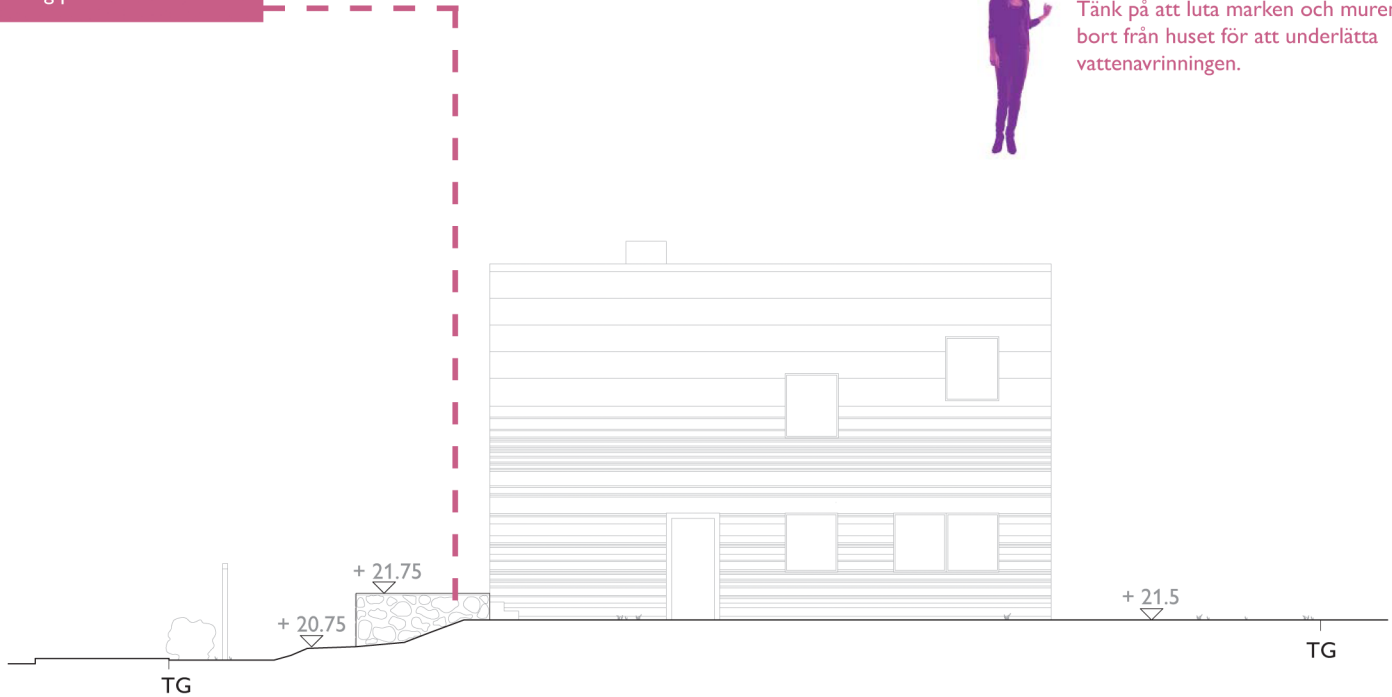 Tänk på att luta marken och muren
bort från huset för att underlätta
vattenavrinningen.
+ 21.75
+ 20.75
+ 21.5
TG
TG